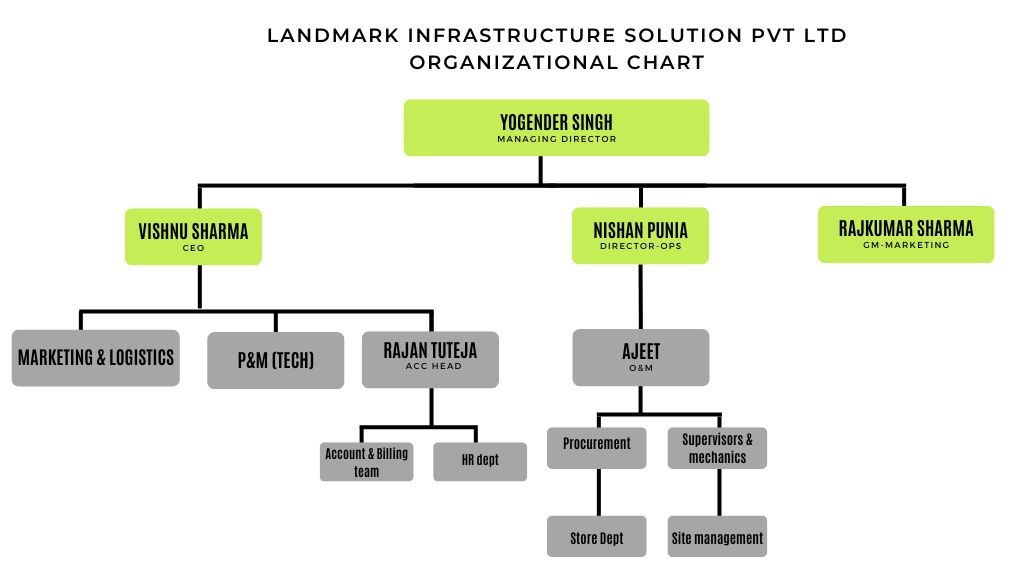 LANDMARK INFRASTRUCTURE SOLUTION PVT LTD
ORGANIZATIONAL CHART
YOGENDER SINGH
MANAGING DIRECTOR
VISHNU SHARMA
CEO
NISHAN PUNIA
DIRECTOR-OPS
RAJKUMAR SHARMA
GM-MARKETING
MARKETING & LOGISTICS
P&M (TECH)
RAJAN TUTEJA
ACC HEAD
AJEET
O&M
Account & Billing
team
HR dept
Procurement
Supervisors &
mechanics
Store Dept
Site management